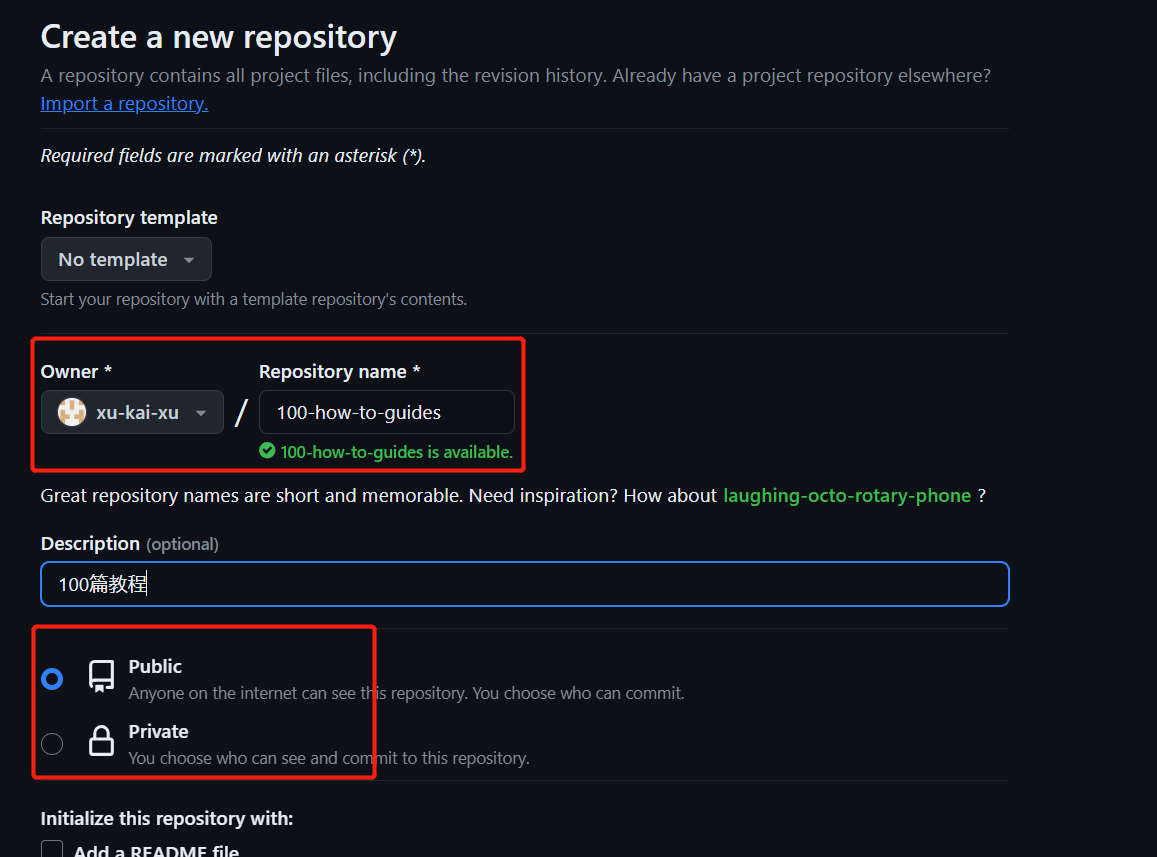 Create a new repository
A repository contains all project files, including the revision history. Already have a project repository elsewhere?
Import a repository.
Required fields are marked with an asterisk (*).
Repository template
No template
Start your repository with a template repository's contents.
Owner * Repository name *
xu-kai-xu / 100-how-to-guides
100-how-to-guides is available.
Great repository names are short and memorable. Need inspiration? How about laughing-octo-rotary-phone ?
Description (optional)
100篇教程
Public
Anyone on the internet can see this repository. You choose who can commit.
Private
You choose who can see and commit to this repository.
Initialize this repository with:
Add a README file